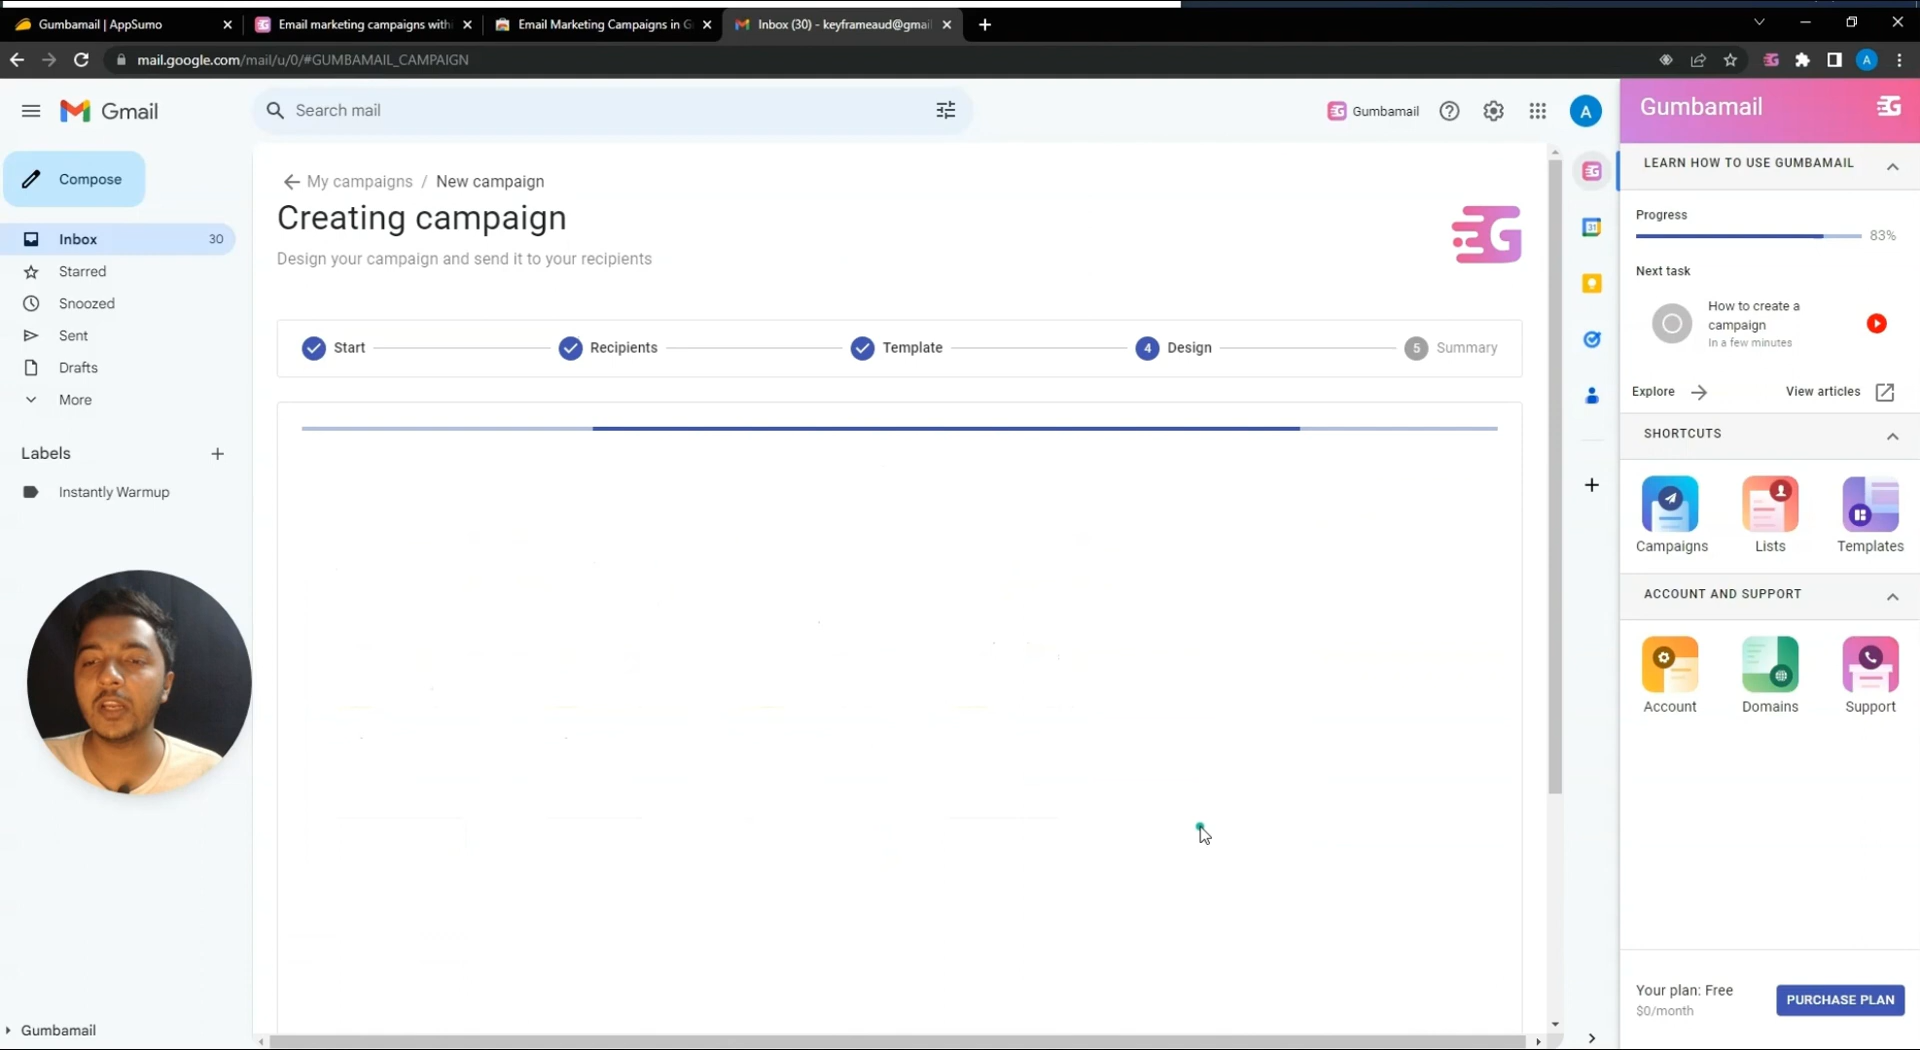 Gumbamail | AppSumo
Email marketing campaigns with
Email Marketing Campaigns in G
Inbox (30) - keyframeaud@gmai
mail.google.com/mail/u/0/#GUMBAMAIL_CAMPAIGN
A
Gmail
Search mail
Gumbamail
A
Gumbamail
Compose
Inbox 30
Starred
Snoozed
Sent
Drafts
More
Labels
Instantly Warmup
Gumbamail
My campaigns / New campaign
Creating campaign
Design your campaign and send it to your recipients
G
Start
Recipients
Template
4 Design
5 Summary
31
LEARN HOW TO USE GUMBAMAIL
Progress
83%
Next task
How to create a
campaign
In a few minutes
Explore
View articles
SHORTCUTS
Campaigns
Lists
Templates
ACCOUNT AND SUPPORT
Account
Domains
Support
Your plan: Free
$0/month
PURCHASE PLAN